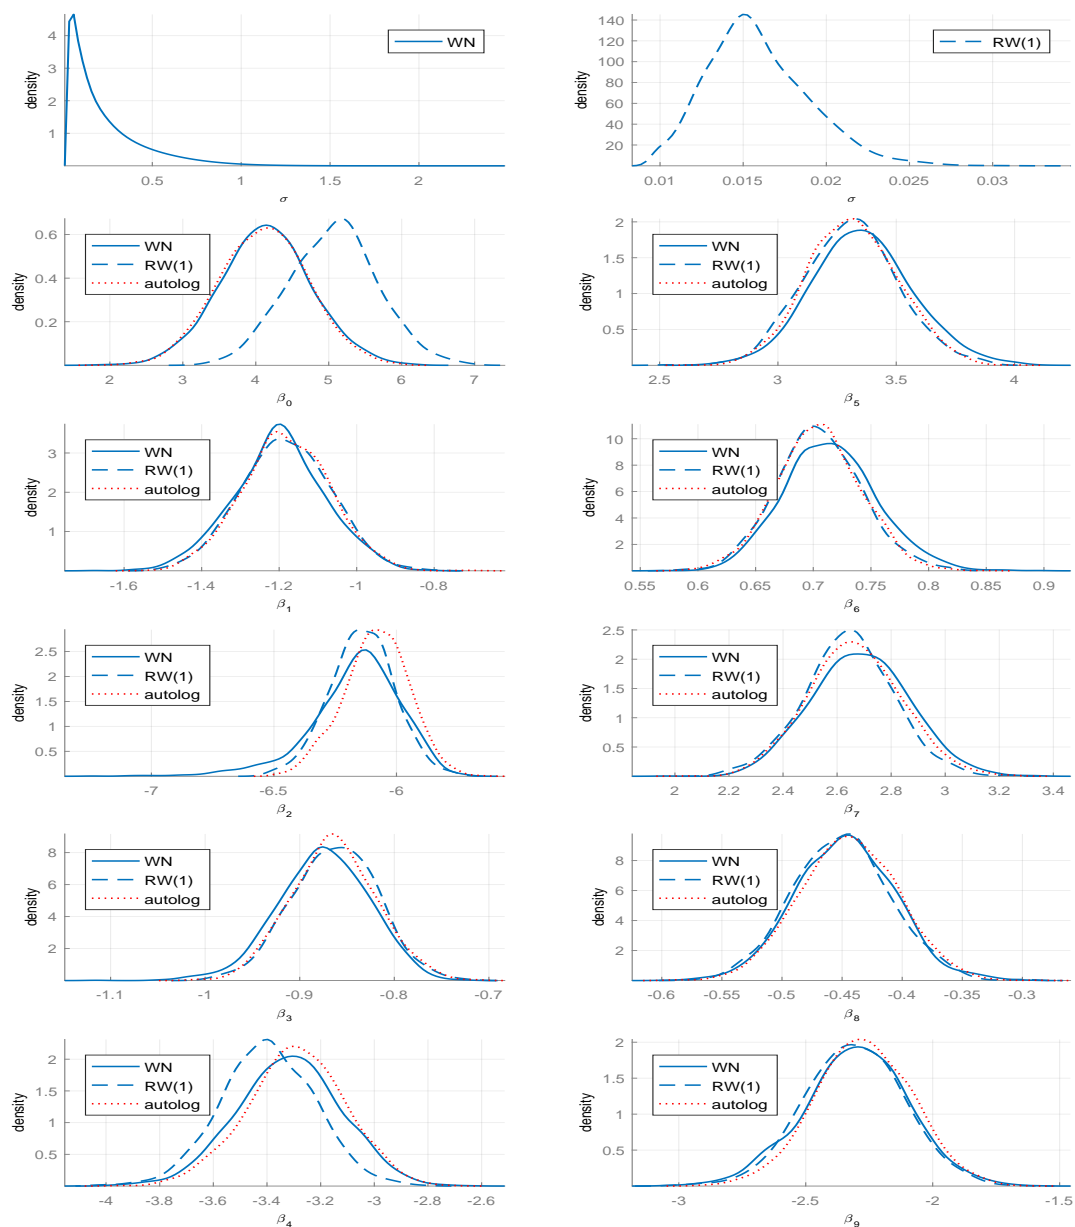 WN
density
4
3
2
1
0.5
1
1.5
2
σ
RW(1)
density
140
120
100
80
60
40
20
0.01
0.015
0.02
0.025
0.03
σ
WN
RW(1)
autolog
density
0.6
0.4
0.2
2
3
4
5
6
7
β0
WN
RW(1)
autolog
density
2
1.5
1
0.5
2.5
3
3.5
4
β5
WN
RW(1)
autolog
density
3
2
1
-1.6
-1.2
-1
-0.8
β1
WN
RW(1)
autolog
density
10
8
6
4
2
0.55
0.6
0.65
0.7
0.75
0.8
0.85
0.9
β6
WN
RW(1)
autolog
density
2.5
2
1.5
1
0.5
-7
-6.5
-6
β2
WN
RW(1)
autolog
density
2.5
2
1.5
1
0.5
2
2.2
2.4
2.6
2.8
3
3.2
3.4
β7
WN
RW(1)
autolog
density
8
6
4
2
-1.1
-1
-0.9
-0.8
-0.7
β3
WN
RW(1)
autolog
density
8
6
4
2
-0.6
-0.55
-0.5
-0.45
-0.4
-0.35
-0.3
β8
WN
RW(1)
autolog
density
2
1.5
1
0.5
-4
-3.8
-3.6
-3.4
-3.2
-3
-2.8
-2.6
β4
WN
RW(1)
autolog
density
2
1.5
1
0.5
-3
-2.5
-2
-1.5
β9